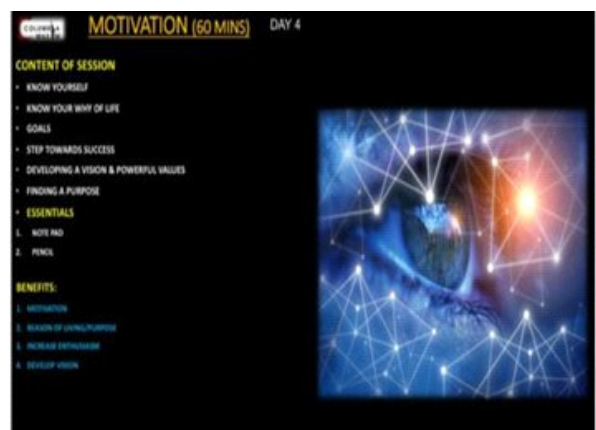 MOTIVATION (60 MINS) DAY 4
CONTENT OF SESSION
• KNOW YOURSELF
• KNOW YOUR WHY OF LIFE
• GOALS
• STEP TOWARDS SUCCESS
• DEVELOPING A VISION & POWERFUL VALUES
• FINDING A PURPOSE
• ESSENTIALS
1. NOTE PAD
2. PENCIL
BENEFITS:
1. MOTIVATION
2. REASON OF LIVING/PURPOSE
3. INCREASE ENTHUSIASM
4. DEVELOP VISION